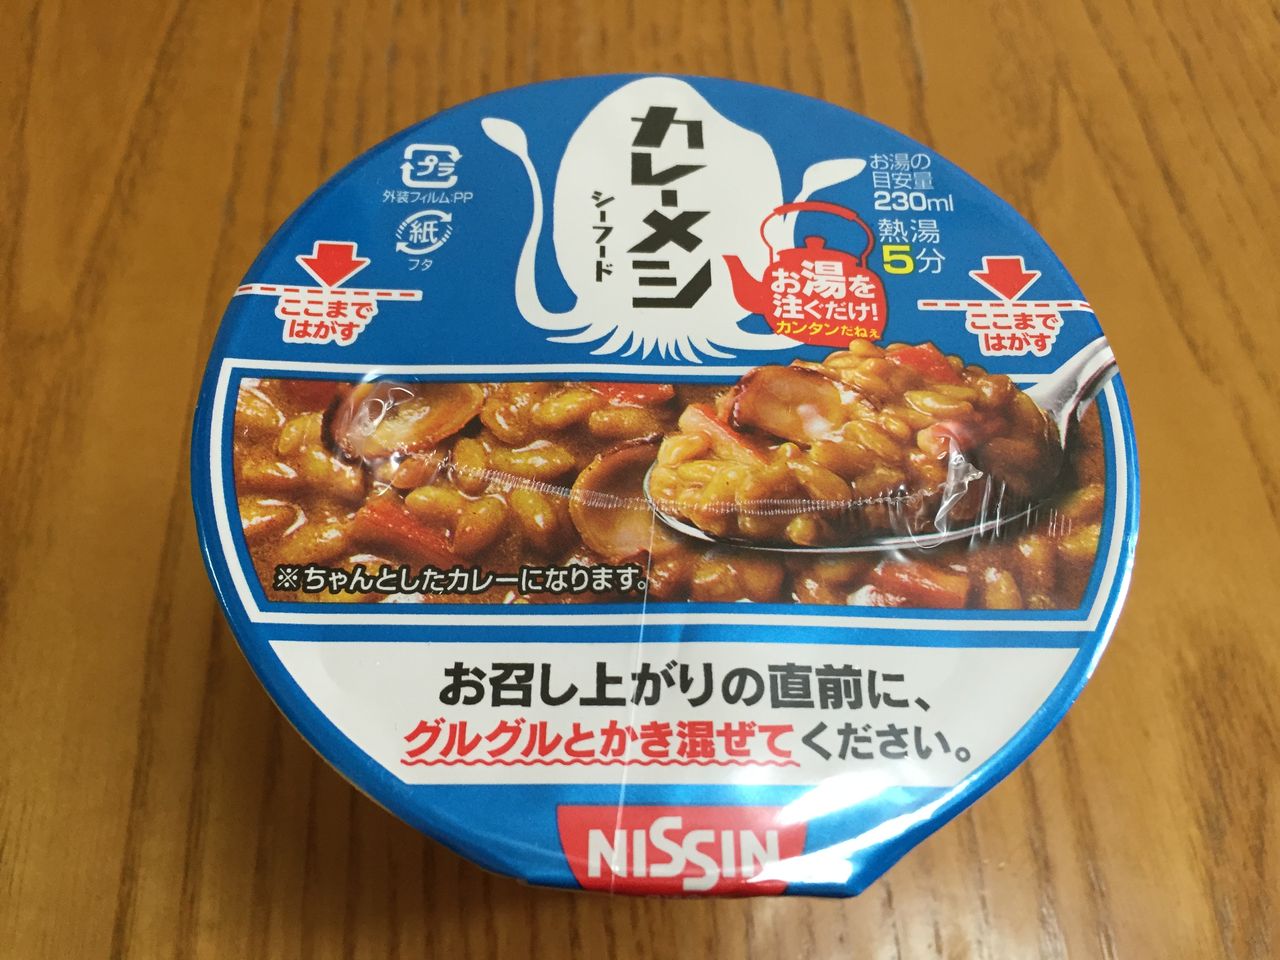 カレーメシ
シーフード
プラ
外装フィルム:PP
紙
フタ
お湯の
目安量
230ml
熱湯
5分
お湯を
注ぐだけ!
カンタンだねぇ
ここまで
はがす
ここまで
はがす
※ちゃんとしたカレーになります。
お召し上がりの直前に、
グルグルとかき混ぜてください。
NISSIN